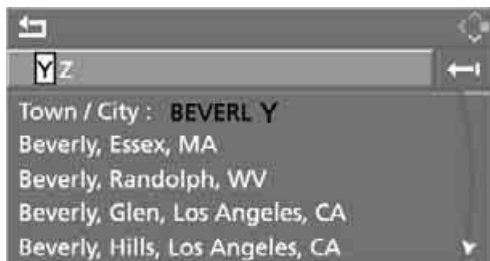 Y Z
Town / City : BEVERL Y
Beverly, Essex, MA
Beverly, Randolph, WV
Beverly, Glen, Los Angeles, CA
Beverly, Hills, Los Angeles, CA